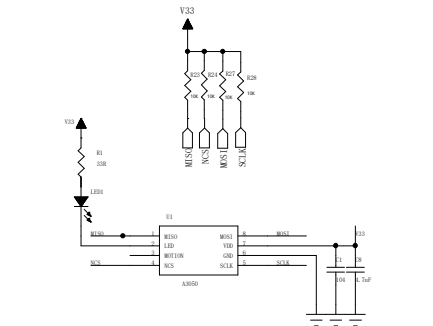 V33
R23 R24 R27 R28
10K 10K 10K 10K
MISO NCS MOSI SCLK
V33
R1
33R
LED1
U1
MISO 1 MISO MOSI 8 MOSI
2 LED VDD 7
3 MOTION GND 6
NCS 4 NCS SCLK 5 SCLK
A3050
V33
C1 C8
104 4.7uF